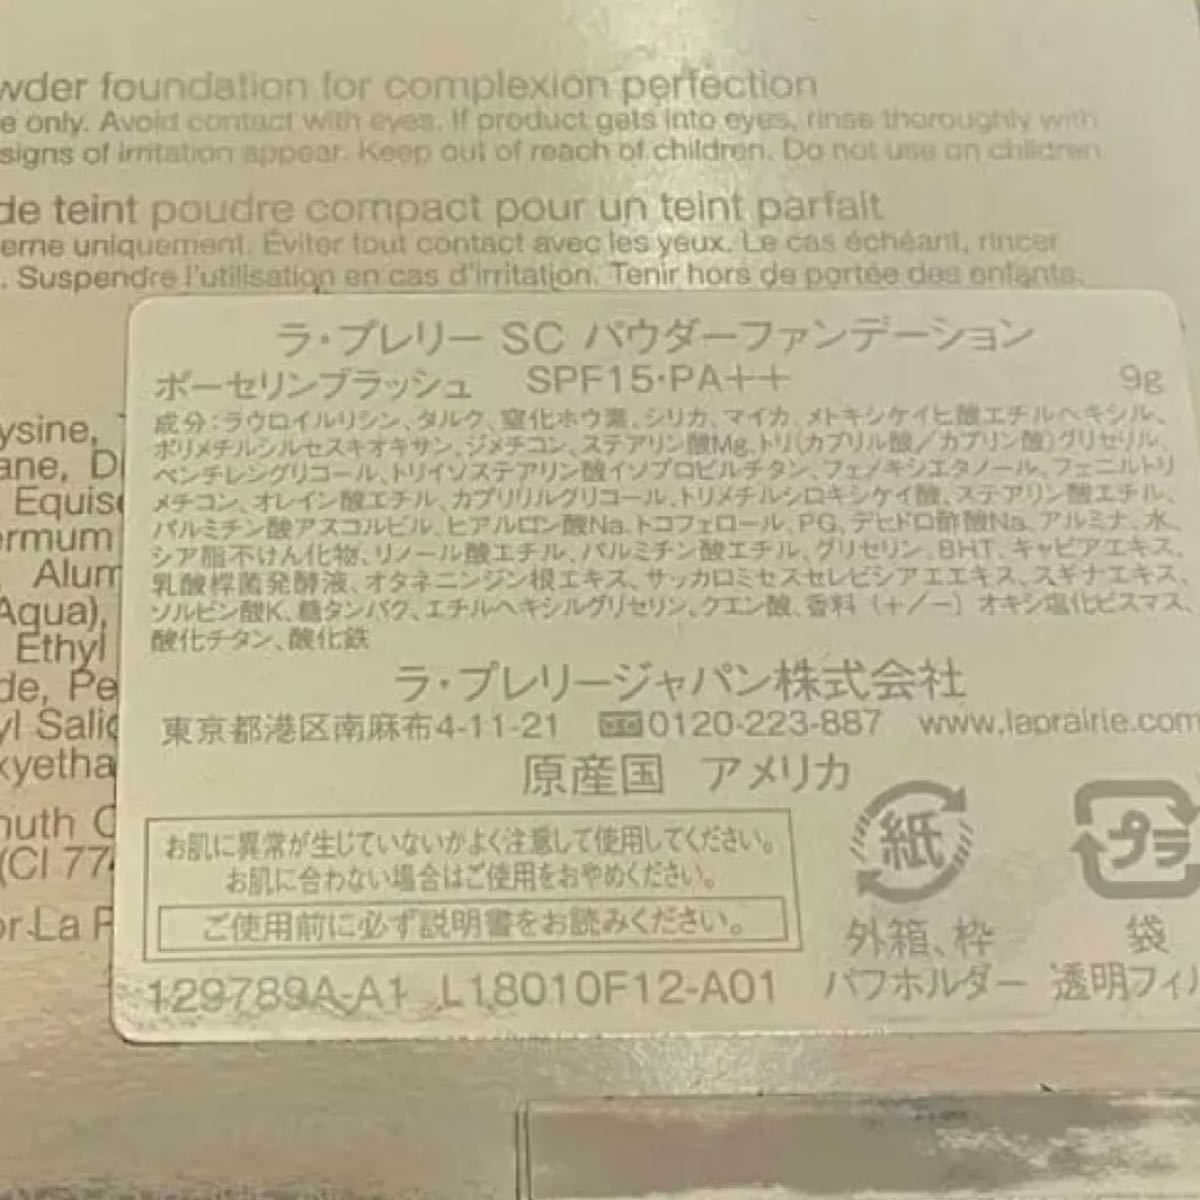 wder foundation for complexion perfection
e only. Avoid contact with eyes. If product gets into eyes, rinse thoroughly with
signs of irritation appear. Keep out of reach of children. Do not use on children.
de teint poudre compact pour un teint parfait
erne uniquement. Éviter tout contact avec les yeux. Le cas échéant, rincer
. Suspendre l'utilisation en cas d'irritation. Tenir hors de portée des enfants.
ysine,
ane, D
Equise
ermum
Alum
Aqua),
Ethyl
de, Pe
yl Salic
xyetha
nuth C
(CI 77
or La P
ラ・プレリー SC パウダーファンデーション
ポーセリンブラッシュ SPF15・PA++ 9g
成分:ラウロイルリシン、タルク、窒化ホウ素、シリカ、マイカ、メトキシケイヒ酸エチルヘキシル、
ポリメチルシルセスキオキサン、ジメチコン、ステアリン酸Mg、トリ(カプリル酸/カプリン酸)グリセリル、
ペンチレングリコール、トリイソステアリン酸イソプロピルチタン、フェノキシエタノール、フェニルトリ
メチコン、オレイン酸エチル、カプリリルグリコール、トリメチルシロキシケイ酸、ステアリン酸エチル、
パルミチン酸アスコルビル、ヒアルロン酸Na、トコフェロール、PG、デヒドロ酢酸Na、アルミナ、水、
シア脂不けん化物、リノール酸エチル、パルミチン酸エチル、グリセリン、BHT、キャビアエキス、
乳酸桿菌発酵液、オタネニンジン根エキス、サッカロミセスセレビシアエエキス、スギナエキス、
ソルビン酸K、糖タンパク、エチルヘキシルグリセリン、クエン酸、香料 (+/−) オキシ塩化ビスマス、
酸化チタン、酸化鉄
ラ・プレリージャパン株式会社
東京都港区南麻布4-11-21 0120-223-887 www.laprairie.com
原産国 アメリカ
お肌に異常が生じていないかよく注意して使用してください。
お肌に合わない場合はご使用をおやめください。
ご使用前に必ず説明書をお読みください。
129789A-A1 L18010F12-A01
紙
外箱、枠
パフホルダー
プラ
袋
透明フィル